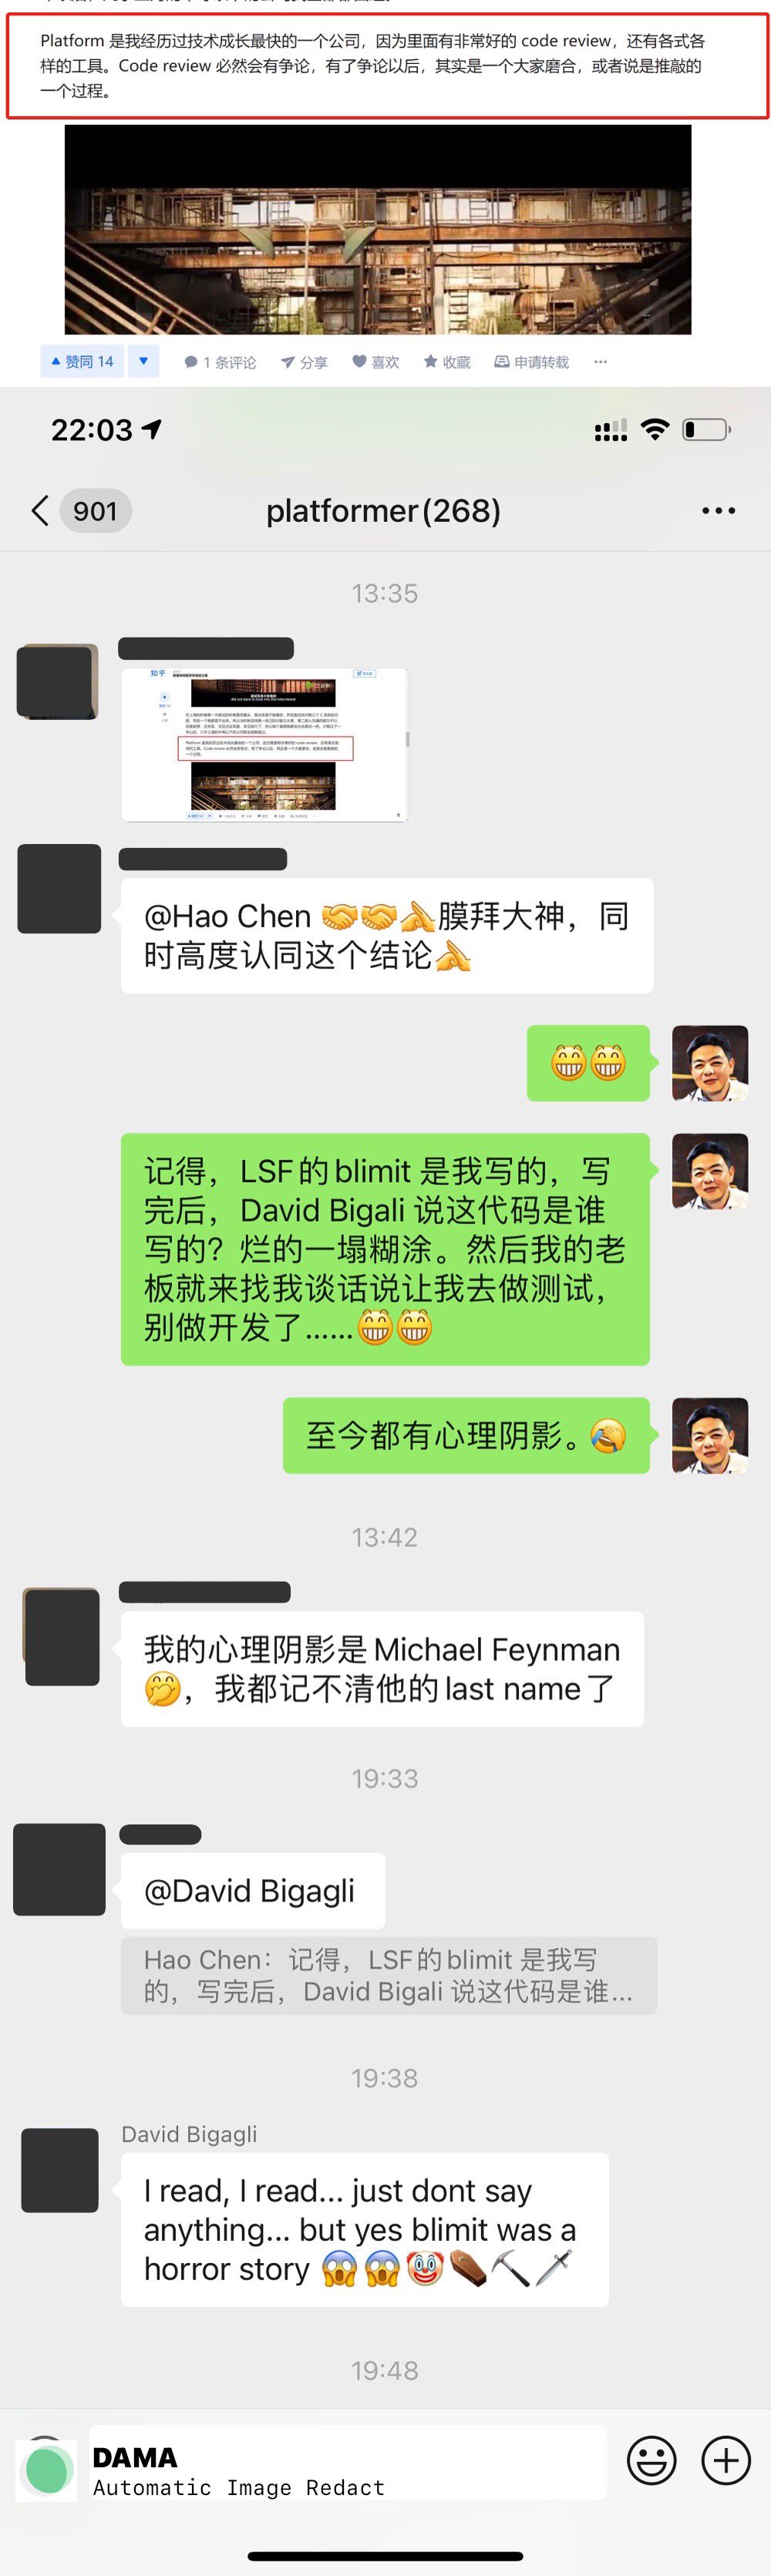 Platform 是我经历过技术成长最快的一个公司，因为里面有非常好的 code review，还有各式各
样的工具。Code review 必然会有争论，有了争论以后，其实是一个大家磨合，或者说是推敲的
一个过程。
赞同 14
1 条评论
分享
喜欢
收藏
申请转载
22:03
901
platformer(268)
13:35
知乎
@Hao Chen 🤝🤝🙏膜拜大神，同
时高度认同这个结论🙏
😁😁
记得，LSF的blimit 是我写的，写
完后，David Bigali 说这代码是谁
写的？烂的一塌糊涂。然后我的老
板就来找我谈话说让我去做测试，
别做开发了……😁😁
至今都有心理阴影。🤦
13:42
我的心理阴影是Michael Feynman
🤭，我都记不清他的last name了
19:33
@David Bigagli
Hao Chen：记得，LSF的blimit 是我写
的，写完后，David Bigali 说这代码是谁...
19:38
David Bigagli
I read, I read... just dont say
anything... but yes blimit was a
horror story 😱😱🤡⚰️⛏️🗡️
19:48
DAMA
Automatic Image Redact